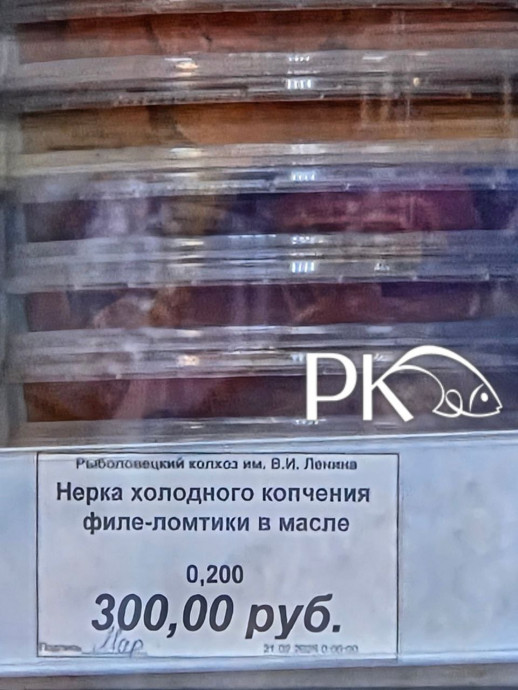 РК
Рыболовецкий колхоз им. В.И. Ленина
Нерка холодного копчения
филе-ломтики в масле
0,200
300,00 руб.
Подпись